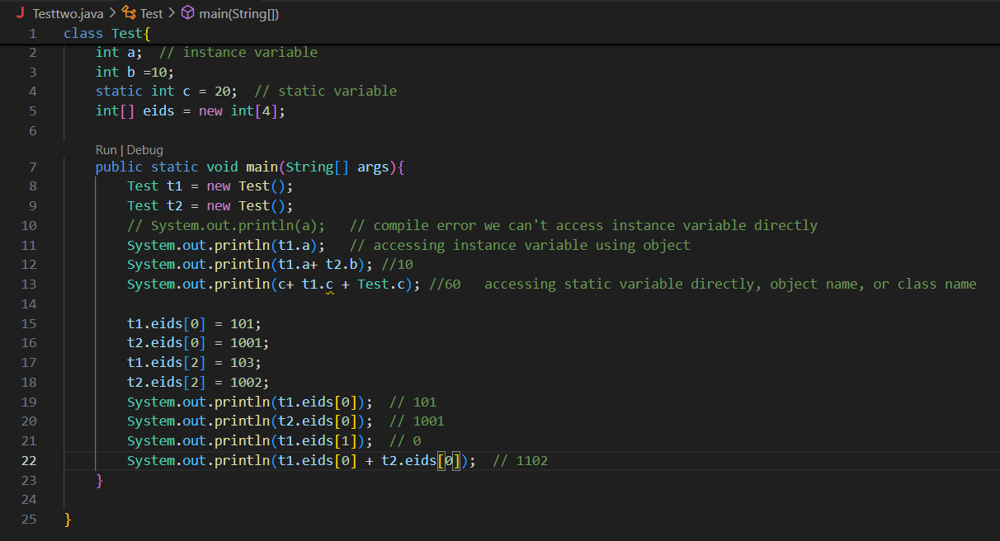 J Testtwo.java > Test > main(String[])
1 class Test{
2 int a; // instance variable
3 int b =10;
4 static int c = 20; // static variable
5 int[] eids = new int[4];
6
Run | Debug
7 public static void main(String[] args){
8 Test t1 = new Test();
9 Test t2 = new Test();
10 // System.out.println(a); // compile error we can't access instance variable directly
11 System.out.println(t1.a); // accessing instance variable using object
12 System.out.println(t1.a+ t2.b); //10
13 System.out.println(c+ t1.c + Test.c); //60 accessing static variable directly, object name, or class name
14
15 t1.eids[0] = 101;
16 t2.eids[0] = 1001;
17 t1.eids[2] = 103;
18 t2.eids[2] = 1002;
19 System.out.println(t1.eids[0]); // 101
20 System.out.println(t2.eids[0]); // 1001
21 System.out.println(t1.eids[1]); // 0
22 System.out.println(t1.eids[0] + t2.eids[0]); // 1102
23 }
24
25 }